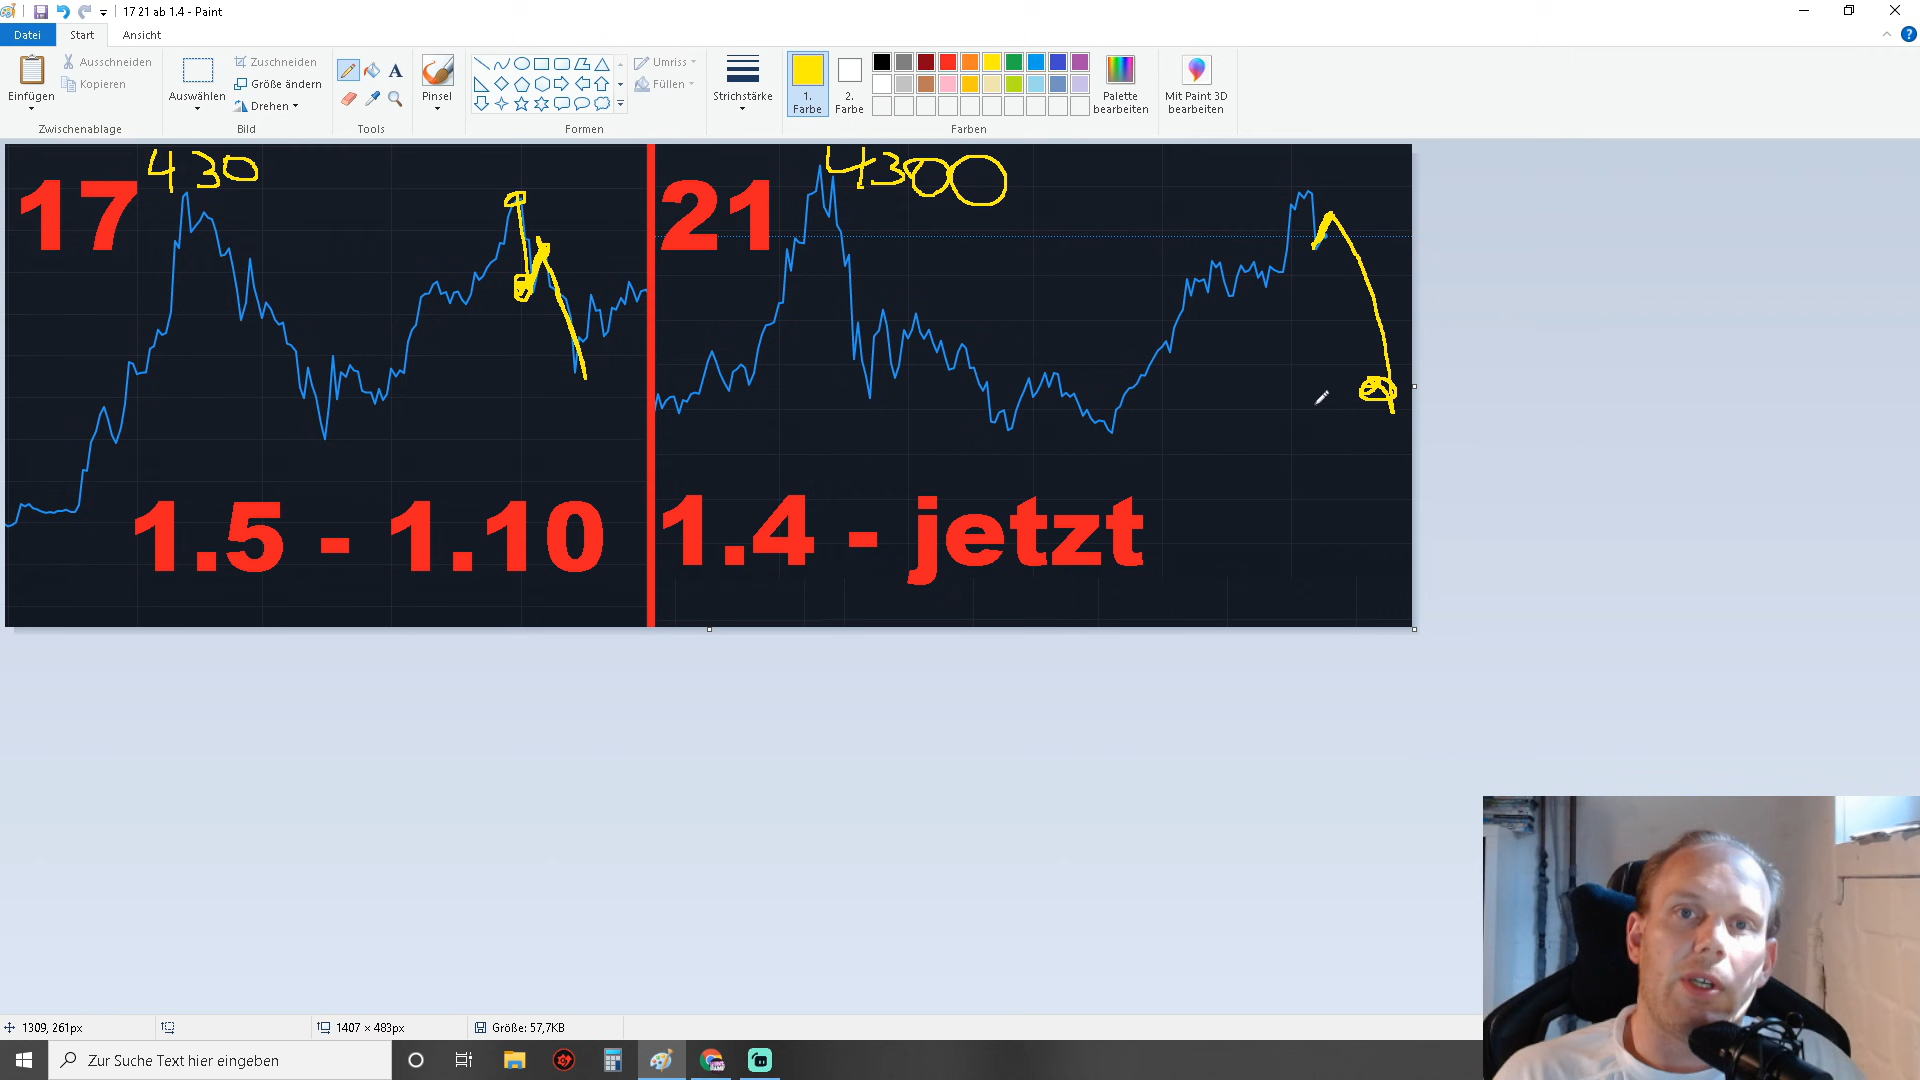 17 21 ab 1.4 - Paint
Datei Start Ansicht
Einfügen
Ausschneiden
Kopieren
Zwischenablage
Auswählen
Zuschneiden
Größe ändern
Drehen
Bild
A
Tools
Pinsel
Formen
Umriss
Füllen
Strichstärke
1.
Farbe
2.
Farbe
Farben
Palette
bearbeiten
Mit Paint 3D
bearbeiten
17 430
1.5 - 1.10
21 4300
1.4 - jetzt
1309, 261px
1407 × 483px
Größe: 57,7KB
Zur Suche Text hier eingeben